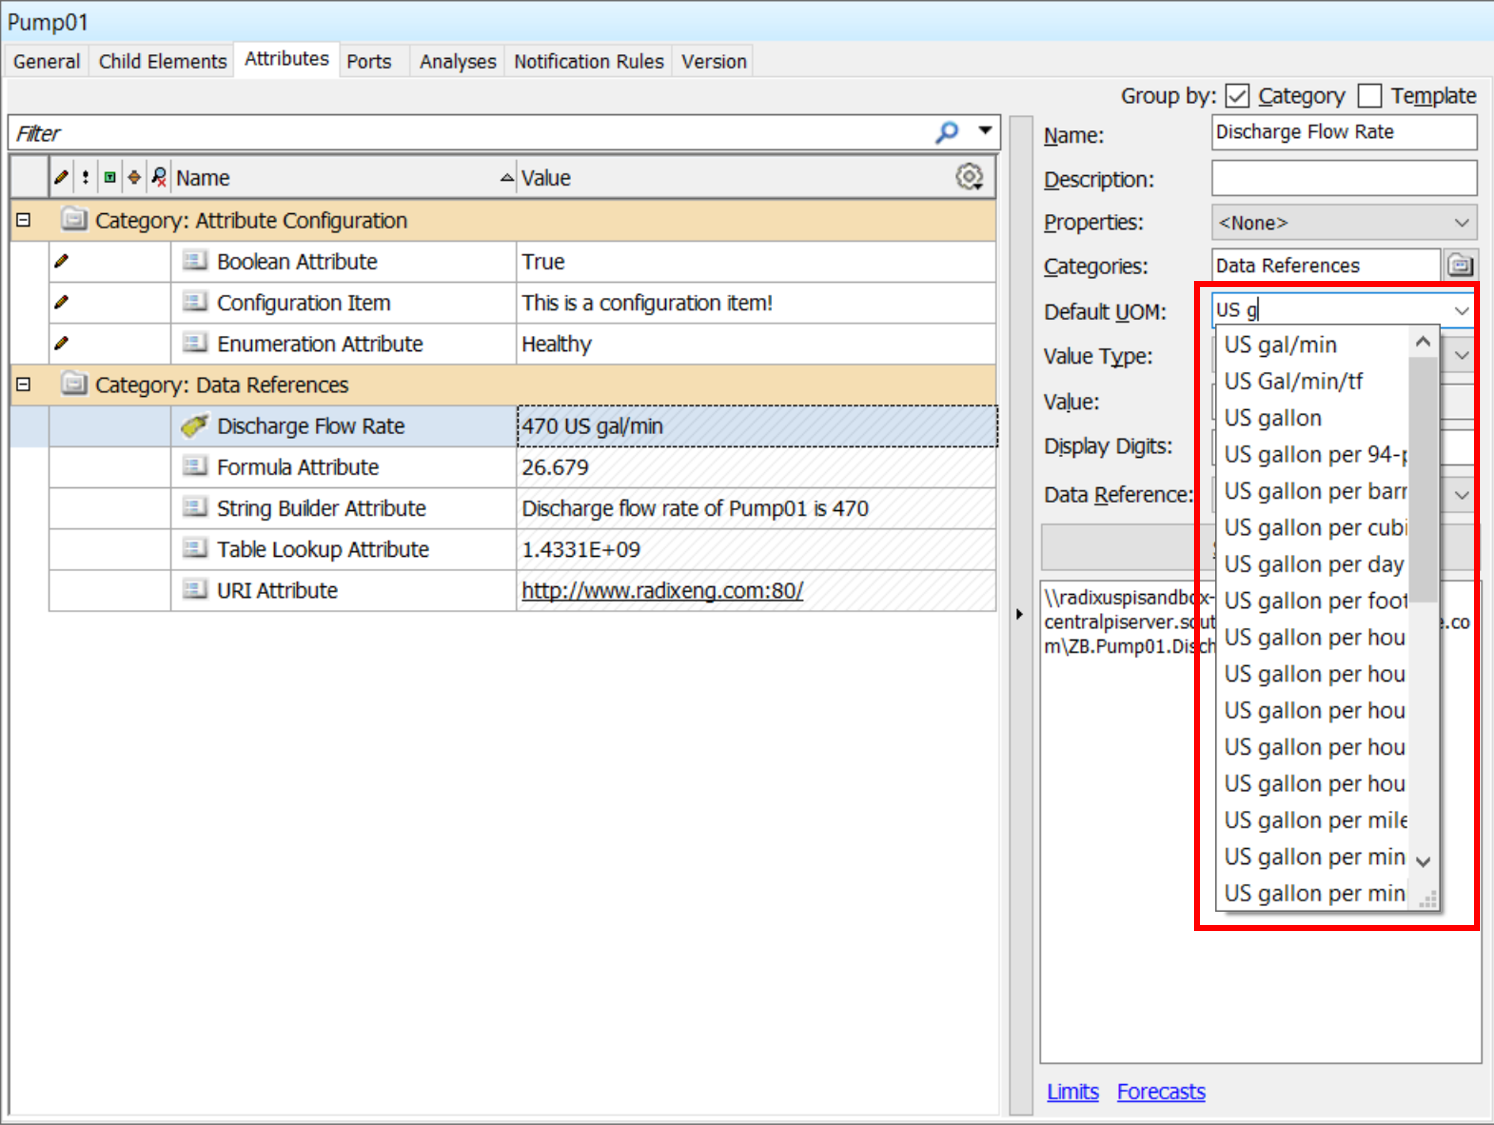 Pump01
General Child Elements Attributes Ports Analyses Notification Rules Version
Group by: Category Template
Filter
Name Value
Category: Attribute Configuration
Boolean Attribute True
Configuration Item This is a configuration item!
Enumeration Attribute Healthy
Category: Data References
Discharge Flow Rate 470 US gal/min
Formula Attribute 26.679
String Builder Attribute Discharge flow rate of Pump01 is 470
Table Lookup Attribute 1.4331E+09
URI Attribute http://www.radixeng.com:80/
Name: Discharge Flow Rate
Description:
Properties: <None>
Categories: Data References
Default UOM: US g
Value Type:
Value:
Display Digits:
Data Reference:
US gal/min
US Gal/min/tf
US gallon
US gallon per 94-p
US gallon per barr
US gallon per cubi
US gallon per day
US gallon per foot
US gallon per hou
US gallon per hou
US gallon per hou
US gallon per hou
US gallon per hou
US gallon per mile
US gallon per min
US gallon per min
\\radixuspisandbox-
centralpiserver.sout e.co
m\ZB.Pump01.Disch
Limits Forecasts